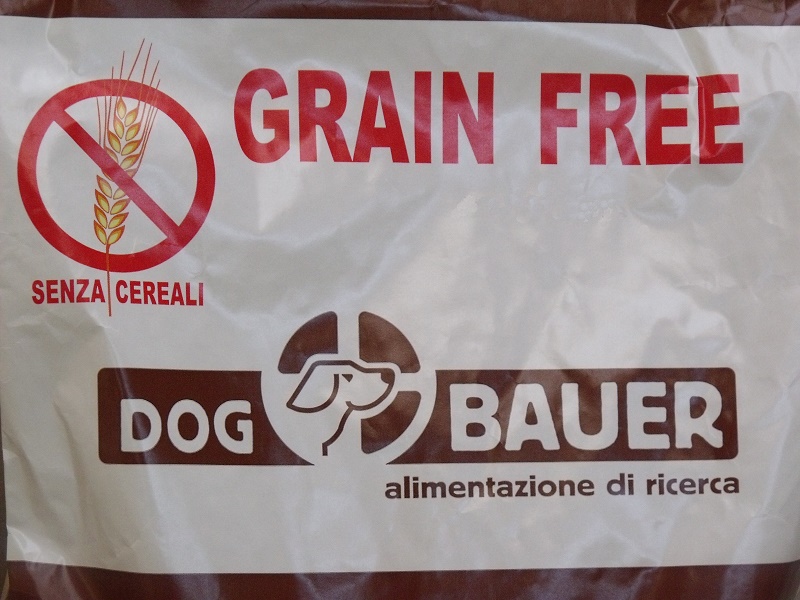 GRAIN FREE
SENZA CEREALI
DOG BAUER
alimentazione di ricerca